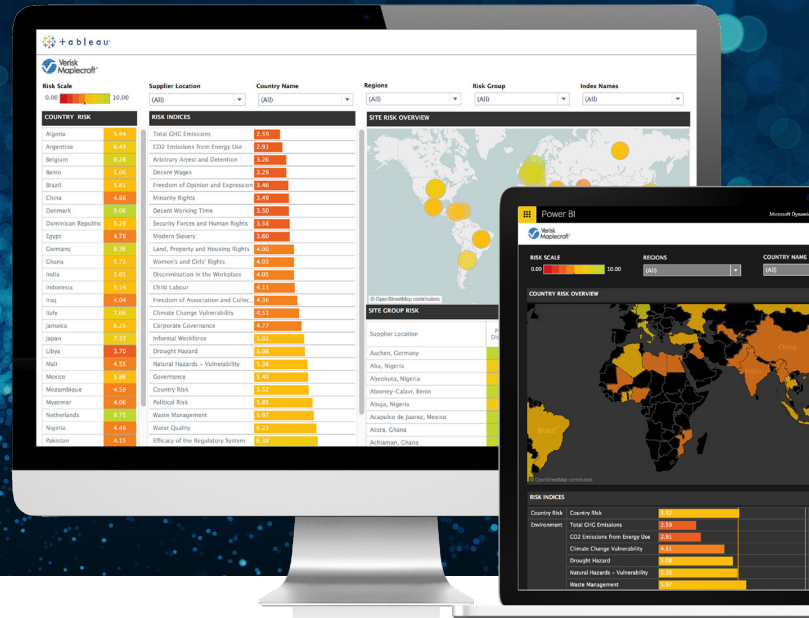 + a b l e a u
Verisk
Maplecroft™
Risk Scale
0.00 10.00
Supplier Location
(All)
Country Name
(All)
Regions
(All)
Risk Group
(All)
Index Names
(All)
COUNTRY RISK
Algeria 5.44
Argentina 6.43
Belgium 8.28
Benin 5.06
Brazil 5.81
China 4.68
Denmark 9.06
Dominican Republic 5.29
Egypt 4.78
Germany 8.38
Ghana 5.72
India 5.01
Indonesia 5.14
Iraq 4.04
Italy 7.05
Jamaica 6.25
Japan 7.33
Libya 3.70
Mali 4.55
Mexico 5.86
Mozambique 4.59
Myanmar 4.06
Netherlands 8.75
Nigeria 4.48
Pakistan 4.15
RISK INDICES
Total GHG Emissions 2.59
CO2 Emissions from Energy Use 2.91
Arbitrary Arrest and Detention 3.26
Decent Wages 3.29
Freedom of Opinion and Expression 3.46
Minority Rights 3.49
Decent Working Time 3.50
Security Forces and Human Rights 3.58
Modern Slavery 3.60
Land, Property and Housing Rights 4.00
Women's and Girls' Rights 4.03
Discrimination in the Workplace 4.05
Child Labour 4.11
Freedom of Association and Collec.. 4.36
Climate Change Vulnerability 4.51
Corporate Governance 4.77
Informal Workforce 5.02
Drought Hazard 5.08
Natural Hazards - Vulnerability 5.38
Governance 5.40
Country Risk 5.52
Political Risk 5.85
Waste Management 5.97
Water Quality 6.25
Efficacy of the Regulatory System 6.38
SITE RISK OVERVIEW
© OpenStreetMap contributors
SITE GROUP RISK
Supplier Location
Aachen, Germany
Aba, Nigeria
Abeokuta, Nigeria
Abomey-Calavi, Benin
Abuja, Nigeria
Acapulco de Juarez, Mexico
Accra, Ghana
Achiaman, Ghana
Power BI
Microsoft Dynamic
Verisk
Maplecroft™
RISK SCALE
0.00 10.00
REGIONS
(All)
COUNTRY NAME
(All)
COUNTRY RISK OVERVIEW
China
India
Brazil
© OpenStreetMap contributors
RISK INDICES
Country Risk Country Risk 5.52
Environment Total GHG Emissions 2.59
CO2 Emissions from Energy Use 2.91
Climate Change Vulnerability 4.51
Drought Hazard 5.08
Natural Hazards - Vulnerability 5.38
Waste Management 5.97